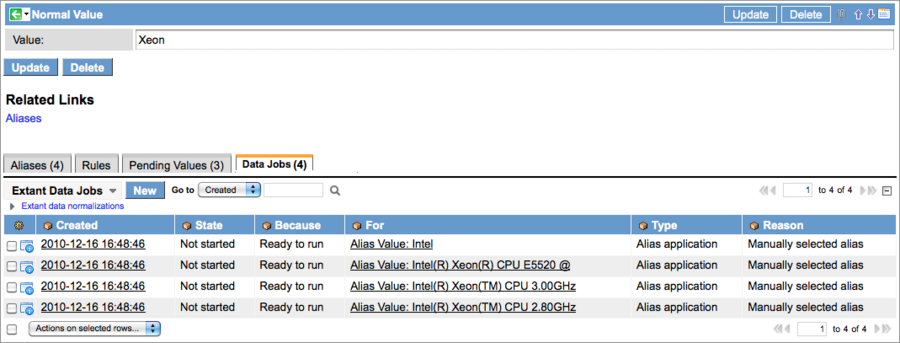 Normal Value Update Delete
Value: Xeon
Update Delete
Related Links
Aliases
Aliases (4) Rules Pending Values (3) Data Jobs (4)
Extant Data Jobs New Go to Created 1 to 4 of 4
Extant data normalizations
Created State Because For Type Reason
2010-12-16 16:48:46 Not started Ready to run Alias Value: Intel Alias application Manually selected alias
2010-12-16 16:48:46 Not started Ready to run Alias Value: Intel(R) Xeon(R) CPU E5520 @ Alias application Manually selected alias
2010-12-16 16:48:46 Not started Ready to run Alias Value: Intel(R) Xeon(TM) CPU 3.00GHz Alias application Manually selected alias
2010-12-16 16:48:46 Not started Ready to run Alias Value: Intel(R) Xeon(TM) CPU 2.80GHz Alias application Manually selected alias
Actions on selected rows... 1 to 4 of 4